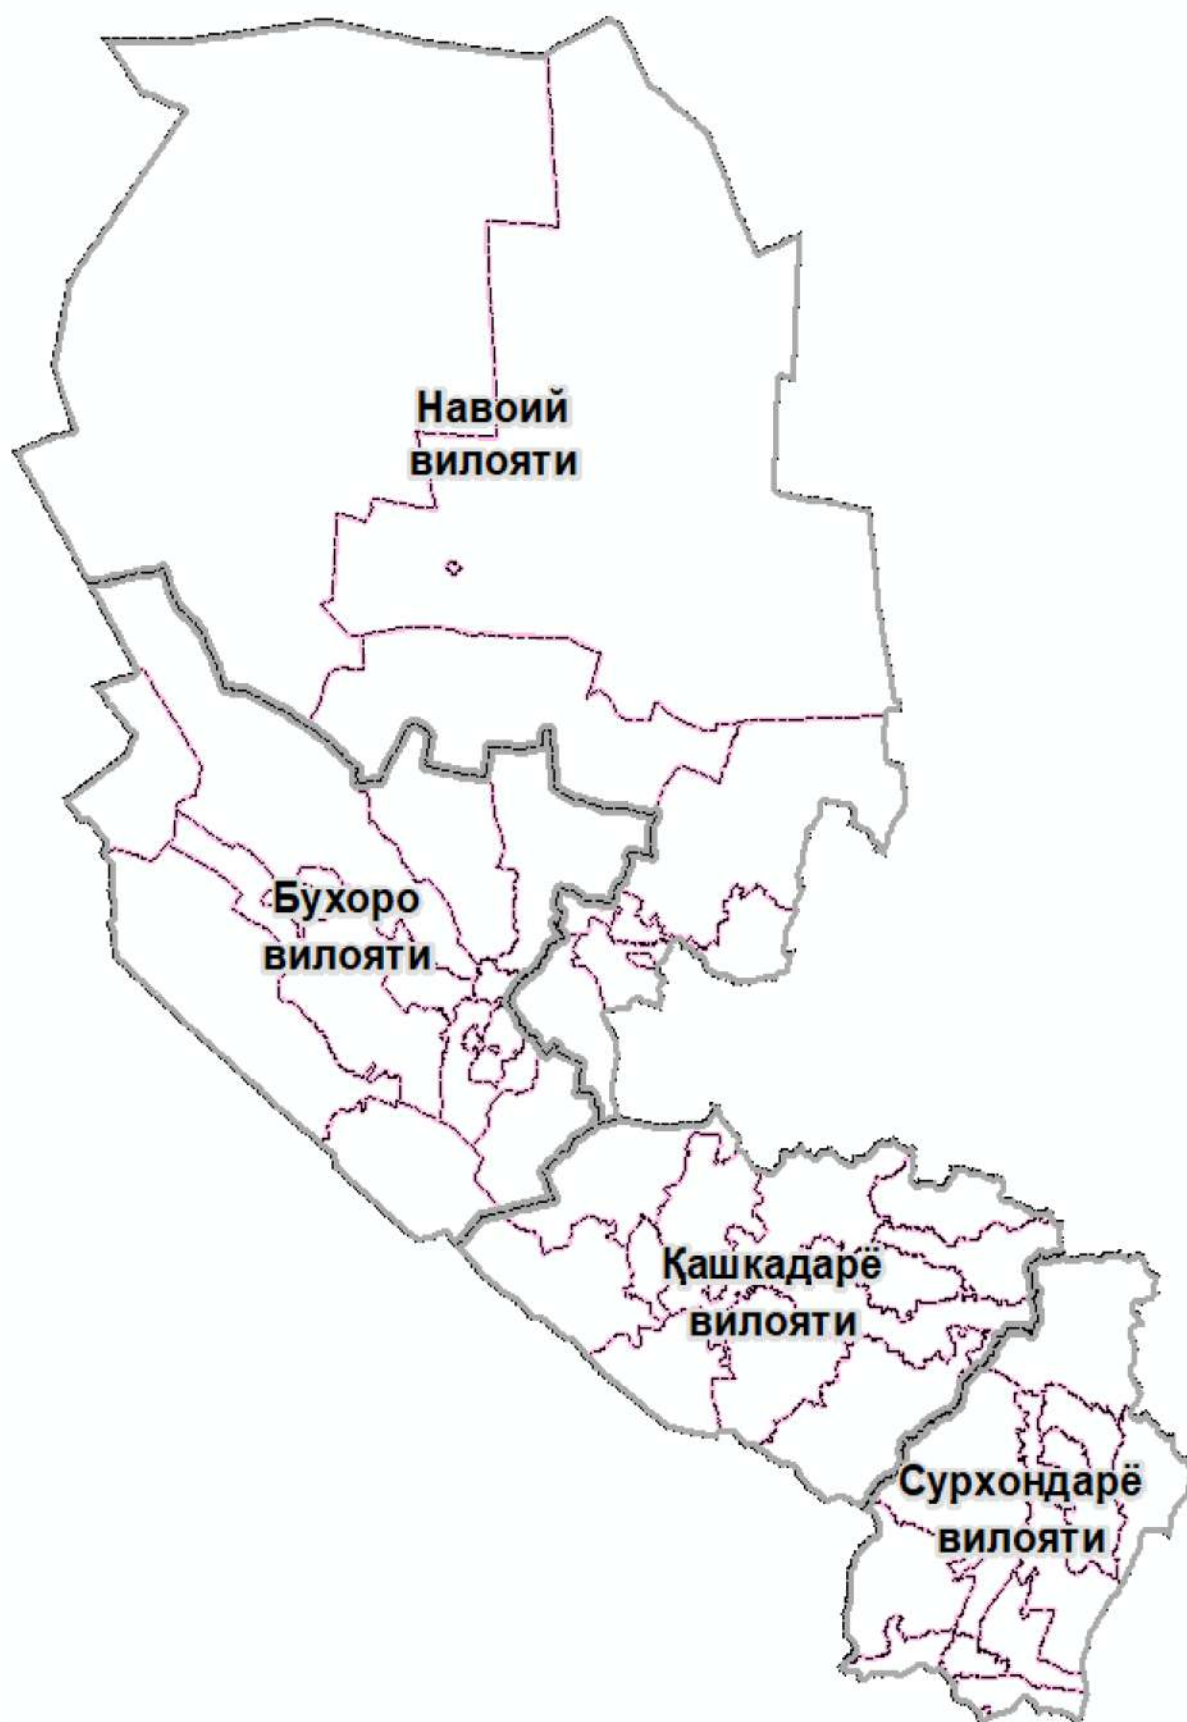 Навоий
вилояти
Бухоро
вилояти
Қашкадарё
вилояти
Сурхондарё
вилояти